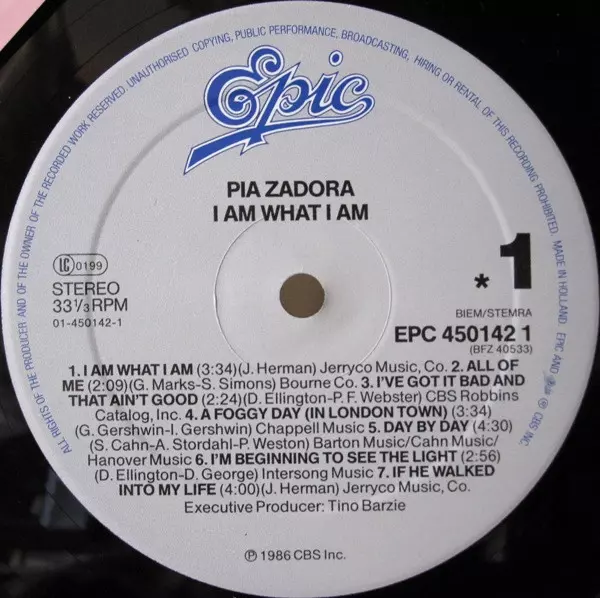 ALL RIGHTS OF THE PRODUCER AND OF THE OWNER OF THE RECORDED WORK RESERVED. UNAUTHORISED COPYING, PUBLIC PERFORMANCE, BROADCASTING, HIRING OR RENTAL OF THIS RECORDING PROHIBITED. MADE IN HOLLAND. EPIC AND ARE ® CBS INC.
Epic
PIA ZADORA
I AM WHAT I AM
LC 0199
STEREO
33 1/3 RPM
01-450142-1
* 1
BIEM/STEMRA
EPC 450142 1
(BFZ 40533)
1. I AM WHAT I AM (3:34)(J. Herman) Jerryco Music, Co. 2. ALL OF
ME (2:09)(G. Marks-S. Simons) Bourne Co. 3. I'VE GOT IT BAD AND
THAT AIN'T GOOD (2:24)(D. Ellington-P. F. Webster) CBS Robbins
Catalog, Inc. 4. A FOGGY DAY (IN LONDON TOWN) (3:34)
(G. Gershwin-I. Gershwin) Chappell Music 5. DAY BY DAY (4:30)
(S. Cahn-A. Stordahl-P. Weston) Barton Music/Cahn Music/
Hanover Music 6. I'M BEGINNING TO SEE THE LIGHT (2:56)
(D. Ellington-D. George) Intersong Music 7. IF HE WALKED
INTO MY LIFE (4:00)(J. Herman) Jerryco Music, Co.
Executive Producer: Tino Barzie
℗ 1986 CBS Inc.